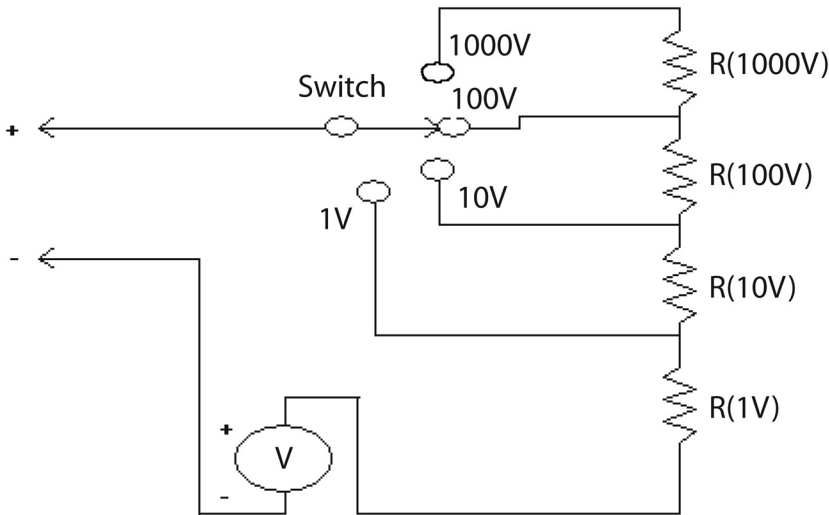 1000V
R(1000V)
Switch
100V
+
R(100V)
10V
1V
-
R(10V)
R(1V)
+
V
-